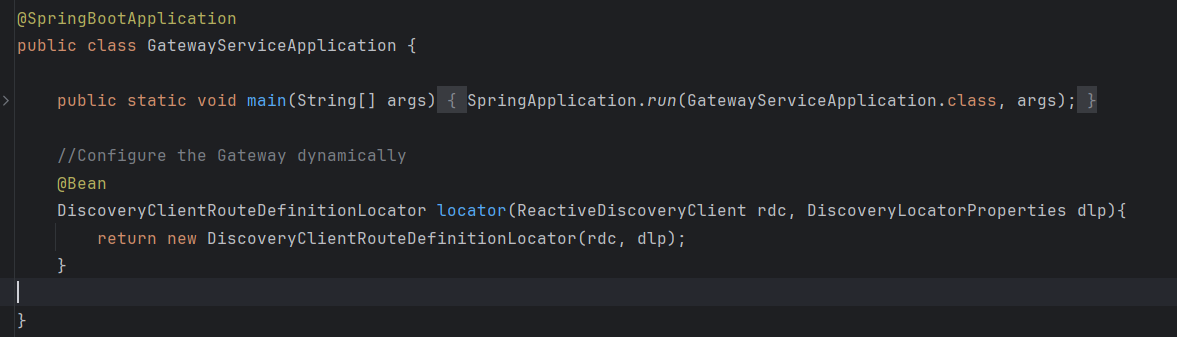 @SpringBootApplication
public class GatewayServiceApplication {
public static void main(String[] args) { SpringApplication.run(GatewayServiceApplication.class, args); }
//Configure the Gateway dynamically
@Bean
DiscoveryClientRouteDefinitionLocator locator(ReactiveDiscoveryClient rdc, DiscoveryLocatorProperties dlp){
return new DiscoveryClientRouteDefinitionLocator(rdc, dlp);
}
}